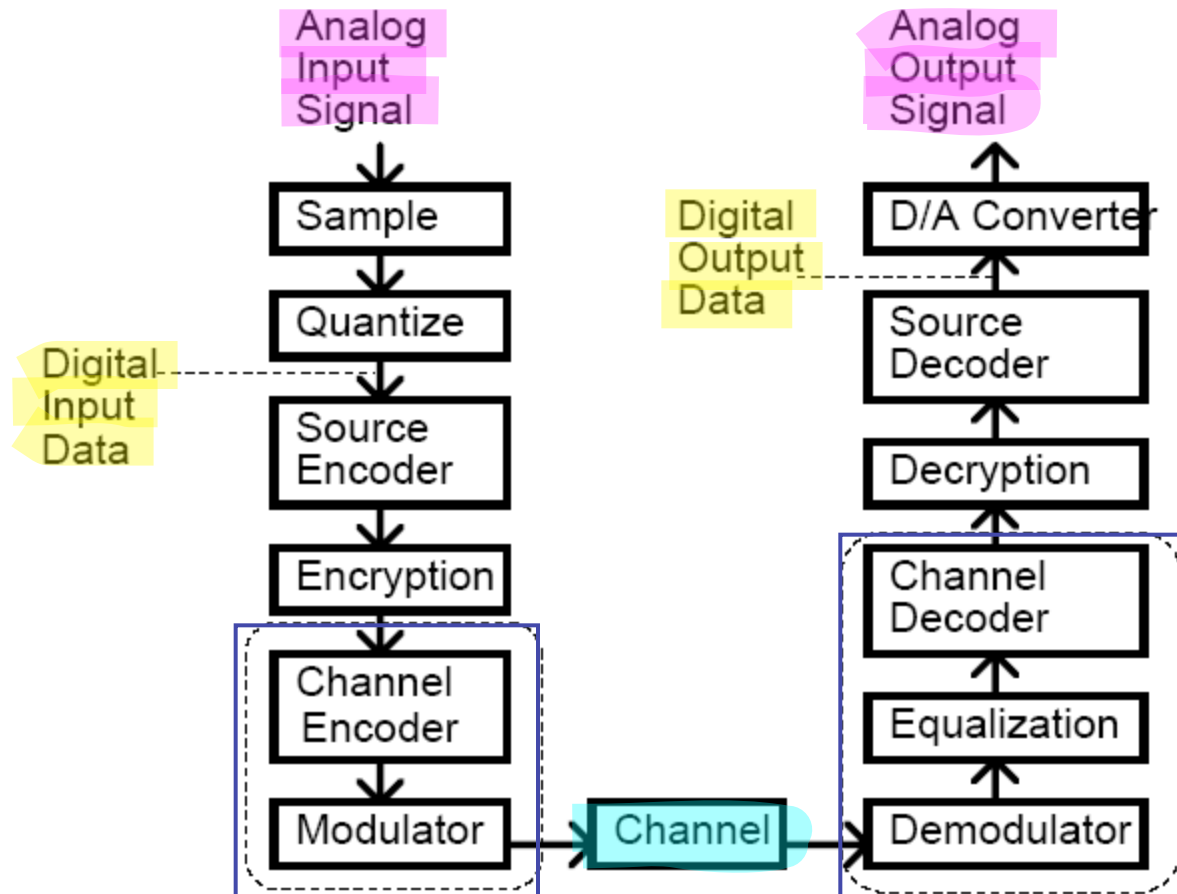 Analog
Input
Signal
Sample
Quantize
Digital
Input
Data
Source
Encoder
Encryption
Channel
Encoder
Modulator
Channel
Analog
Output
Signal
D/A Converter
Digital
Output
Data
Source
Decoder
Decryption
Channel
Decoder
Equalization
Demodulator